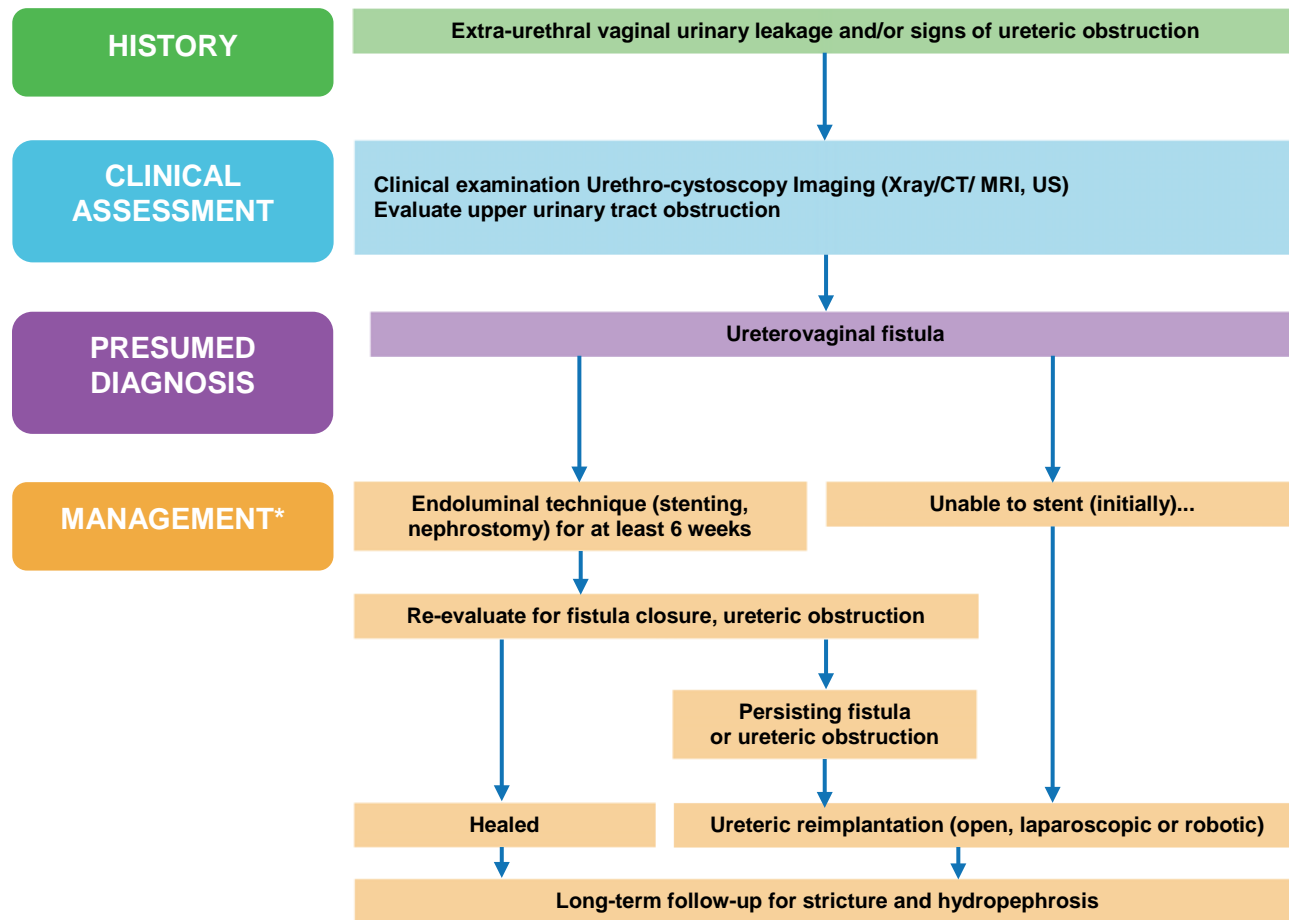 HISTORY
Extra-urethral vaginal urinary leakage and/or signs of ureteric obstruction
CLINICAL
ASSESSMENT
Clinical examination Urethro-cystoscopy Imaging (Xray/CT/ MRI, US)
Evaluate upper urinary tract obstruction
PRESUMED
DIAGNOSIS
Ureterovaginal fistula
MANAGEMENT*
Endoluminal technique (stenting,
nephrostomy) for at least 6 weeks
Unable to stent (initially)...
Re-evaluate for fistula closure, ureteric obstruction
Persisting fistula
or ureteric obstruction
Healed
Ureteric reimplantation (open, laparoscopic or robotic)
Long-term follow-up for stricture and hydropephrosis